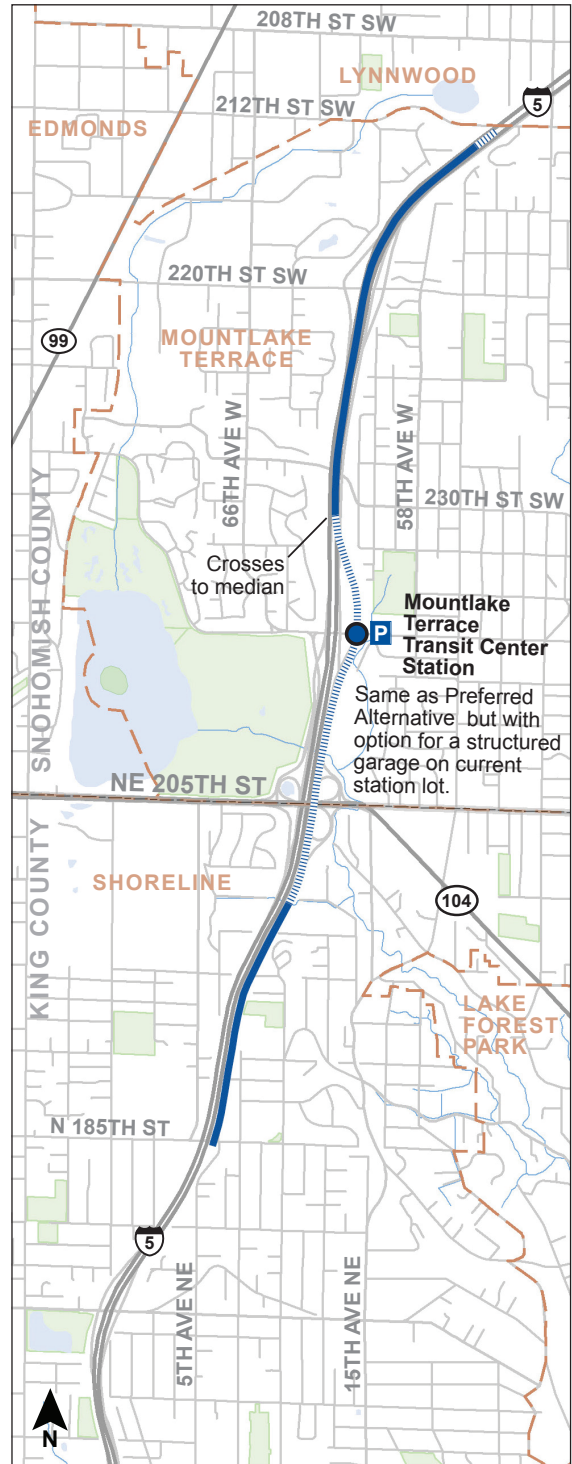 208TH ST SW
LYNNWOOD
5
212TH ST SW
EDMONDS
220TH ST SW
99
MOUNTLAKE
TERRACE
66TH AVE W
58TH AVE W
230TH ST SW
SNOHOMISH COUNTY
Crosses
to median
P
Mountlake
Terrace
Transit Center
Station
Same as Preferred
Alternative but with
option for a structured
garage on current
station lot.
NE 205TH ST
SHORELINE
KING COUNTY
104
LAKE
FOREST
PARK
N 185TH ST
5
5TH AVE NE
15TH AVE NE
N